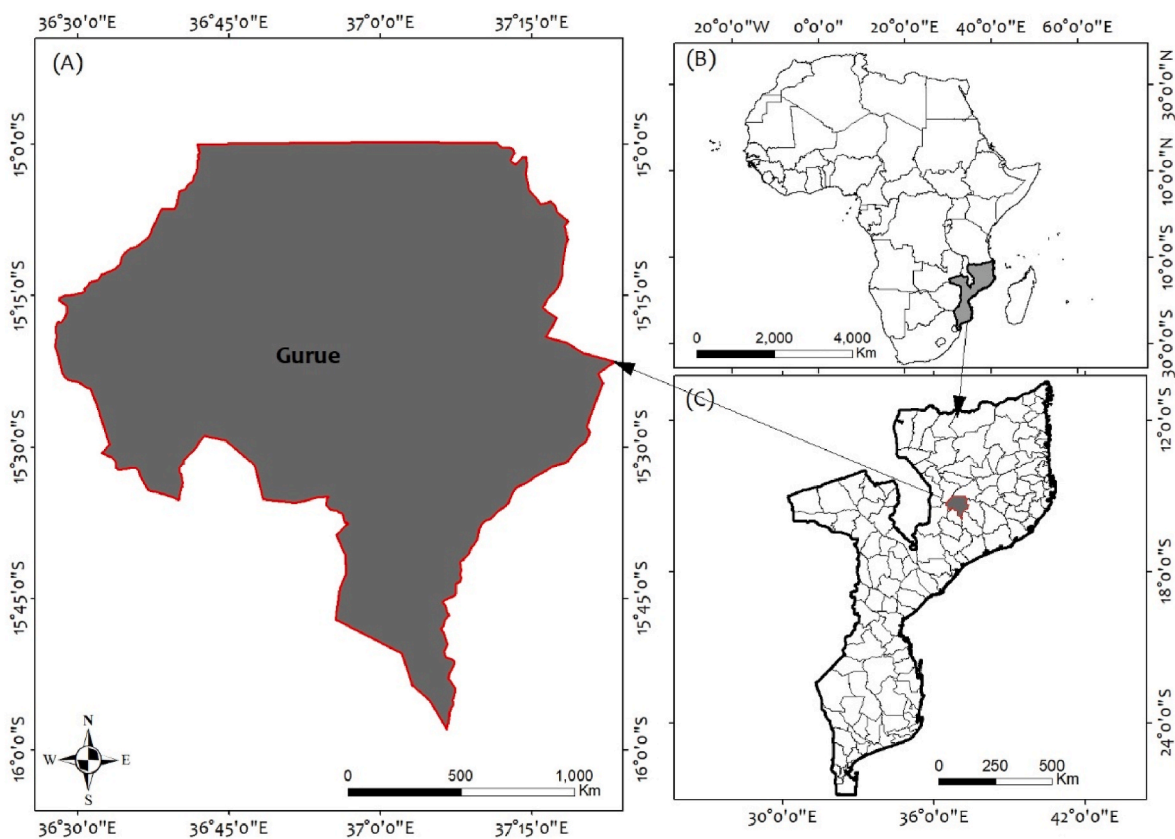 36°30'0"E 36°45'0"E 37°0'0"E 37°15'0"E
(A)
15°0'0"S
15°15'0"S
15°30'0"S
15°45'0"S
16°0'0"S
15°0'0"S
15°15'0"S
15°30'0"S
15°45'0"S
16°0'0"S
Gurue
N
W E
S
0 500 1,000
Km
36°30'0"E 36°45'0"E 37°0'0"E 37°15'0"E
20°0'0"W 0°0'0" 20°0'0"E 40°0'0"E 60°0'0"E
(B)
30°0'0"N
10°0'0"N
10°0'0"S
30°0'0"S
0 2,000 4,000
Km
(C)
12°0'0"S
18°0'0"S
24°0'0"S
0 250 500
Km
30°0'0"E 36°0'0"E 42°0'0"E